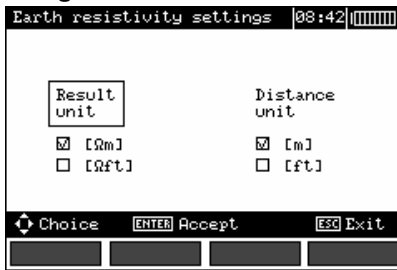 Earth resistivity settings 08:42
Result unit
☑ [Ωm]
☐ [Ωft]
Distance unit
☑ [m]
☐ [ft]
Choice ENTER Accept ESC Exit